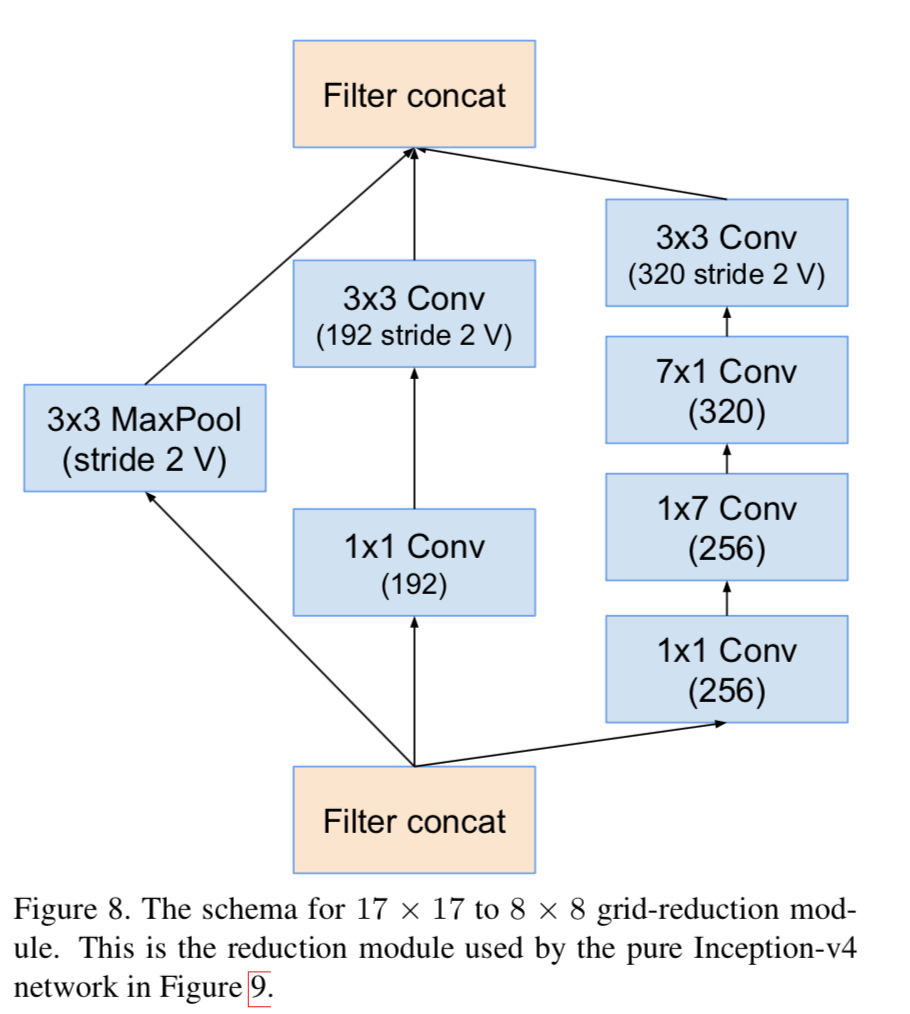 Filter concat
3x3 Conv
(320 stride 2 V)
3x3 Conv
(192 stride 2 V)
7x1 Conv
(320)
3x3 MaxPool
(stride 2 V)
1x7 Conv
(256)
1x1 Conv
(192)
1x1 Conv
(256)
Filter concat
Figure 8. The schema for 17 × 17 to 8 × 8 grid-reduction mod-
ule. This is the reduction module used by the pure Inception-v4
network in Figure 9.